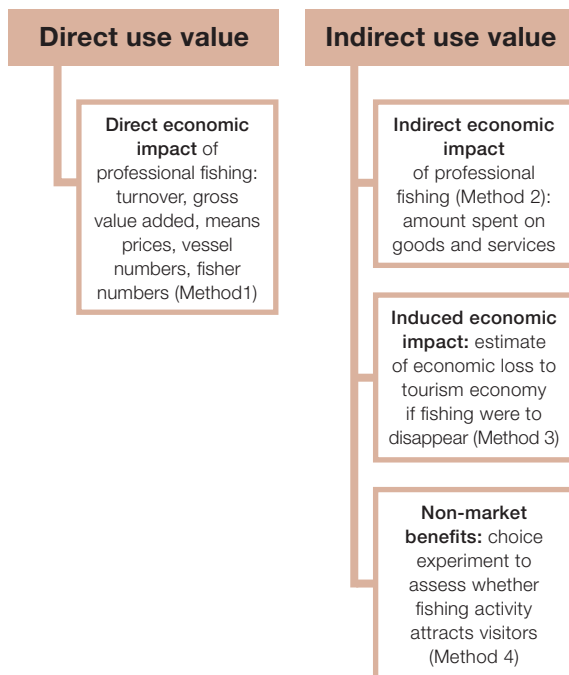 Direct use value
Direct economic
impact of
professional fishing:
turnover, gross
value added, means
prices, vessel
numbers, fisher
numbers (Method1)
Indirect use value
Indirect economic
impact
of professional
fishing (Method 2):
amount spent on
goods and services
Induced economic
impact: estimate
of economic loss to
tourism economy
if fishing were to
disappear (Method 3)
Non-market
benefits: choice
experiment to
assess whether
fishing activity
attracts visitors
(Method 4)